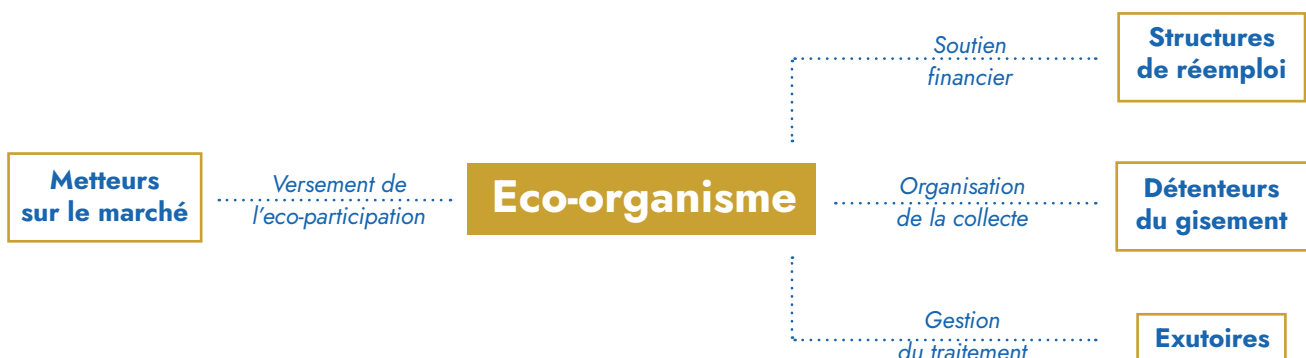 Soutien
financier
Structures
de réemploi
Metteurs
sur le marché
Versement de
l'eco-participation
Eco-organisme
Organisation
de la collecte
Détenteurs
du gisement
Gestion
du traitement
Exutoires